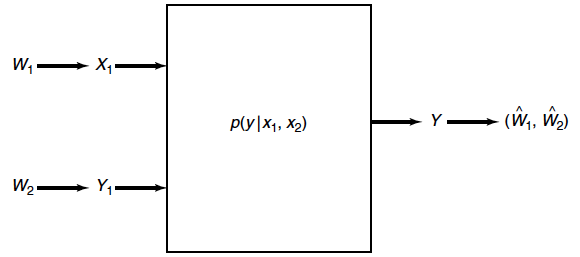 W₁ X₁
p(y|x₁, x₂)
Y (Ŵ₁, Ŵ₂)
W₂ Y₁